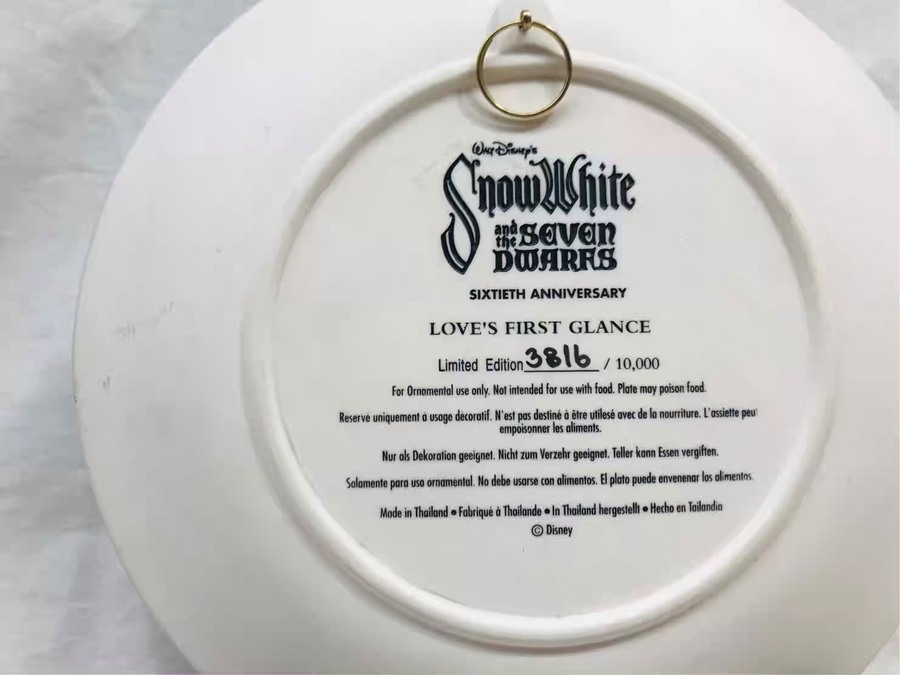 Walt Disney's
Snow White
and the SEVEN
DWARFS
SIXTIETH ANNIVERSARY
LOVE'S FIRST GLANCE
Limited Edition 3816 / 10,000
For Ornamental use only. Not intended for use with food. Plate may poison food.
Reservé uniquement à usage décoratif. N'est pas destiné à être utilesé avec de la nourriture. L'assiette peu
empoisonner les aliments.
Nur als Dekoration geeignet. Nicht zum Verzehr geeignet. Teller kann Essen vergiften.
Solamente para uso ornamental. No debe usarse con alimentos. El plato puede envenenar los alimentos.
Made in Thailand • Fabriqué à Thailande • In Thailand hergestellt • Hecho en Tailandia
© Disney